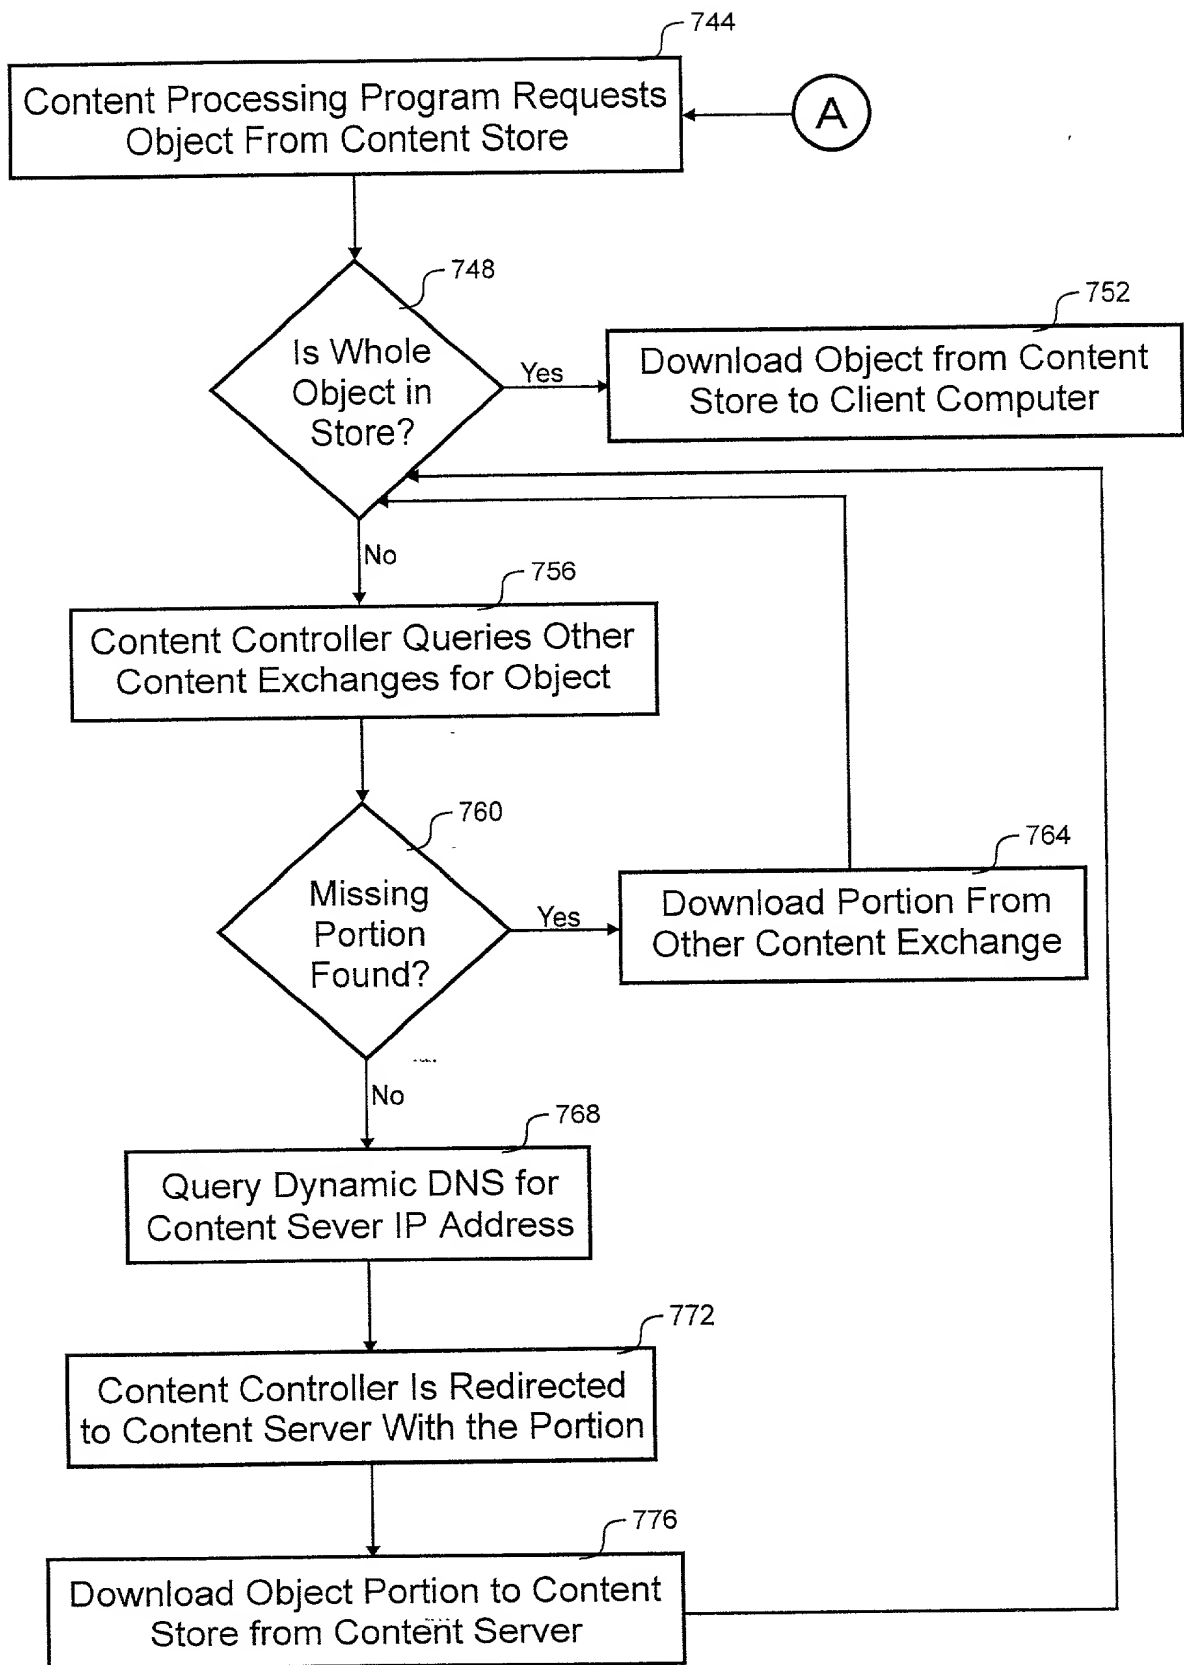 744
Content Processing Program Requests
Object From Content Store
A
748
Is Whole
Object in
Store?
Yes
752
Download Object from Content
Store to Client Computer
No
756
Content Controller Queries Other
Content Exchanges for Object
760
Missing
Portion
Found?
Yes
764
Download Portion From
Other Content Exchange
No
768
Query Dynamic DNS for
Content Sever IP Address
772
Content Controller Is Redirected
to Content Server With the Portion
776
Download Object Portion to Content
Store from Content Server